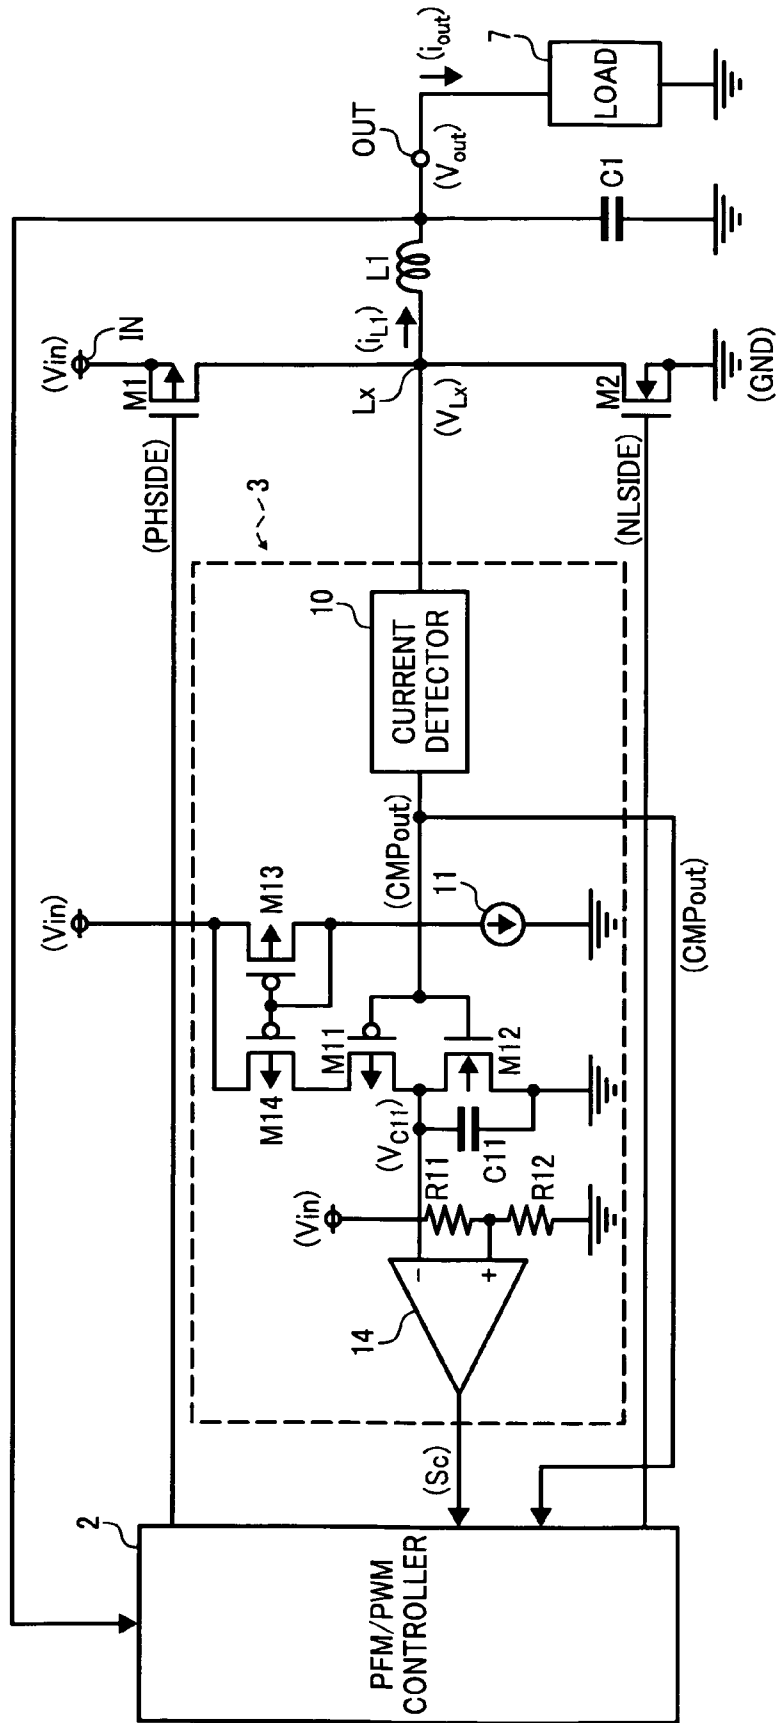 2
PFM/PWM
CONTROLLER
(Sc)
(CMPout)
14
-
+
(Vin)
R11
R12
(VC11)
C11
M14
M11
M12
(Vin)
M13
11
(CMPout)
10
CURRENT
DETECTOR
3
(PHSIDE)
(NLSIDE)
(Vin)
IN
M1
Lx
(VLx)
(iL1)
L1
M2
(GND)
C1
OUT
(Vout)
(iout)
7
LOAD